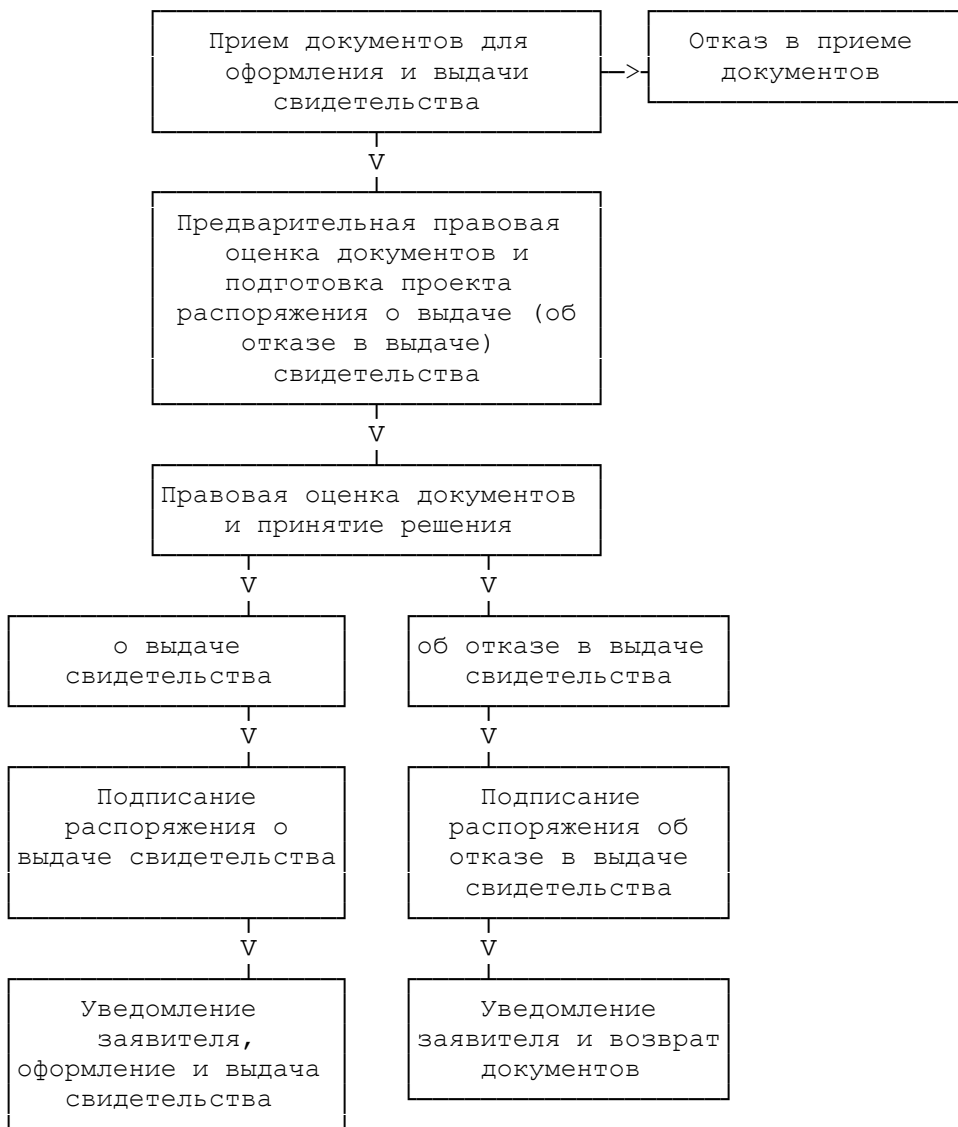 Прием документов для
оформления и выдачи
свидетельства
Отказ в приеме
документов
>
V
Предварительная правовая
оценка документов и
подготовка проекта
распоряжения о выдаче (об
отказе в выдаче)
свидетельства
V
Правовая оценка документов
и принятие решения
V
V
о выдаче
свидетельства
об отказе в выдаче
свидетельства
V
V
Подписание
распоряжения о
выдаче свидетельства
Подписание
распоряжения об
отказе в выдаче
свидетельства
V
V
Уведомление
заявителя,
оформление и выдача
свидетельства
Уведомление
заявителя и возврат
документов